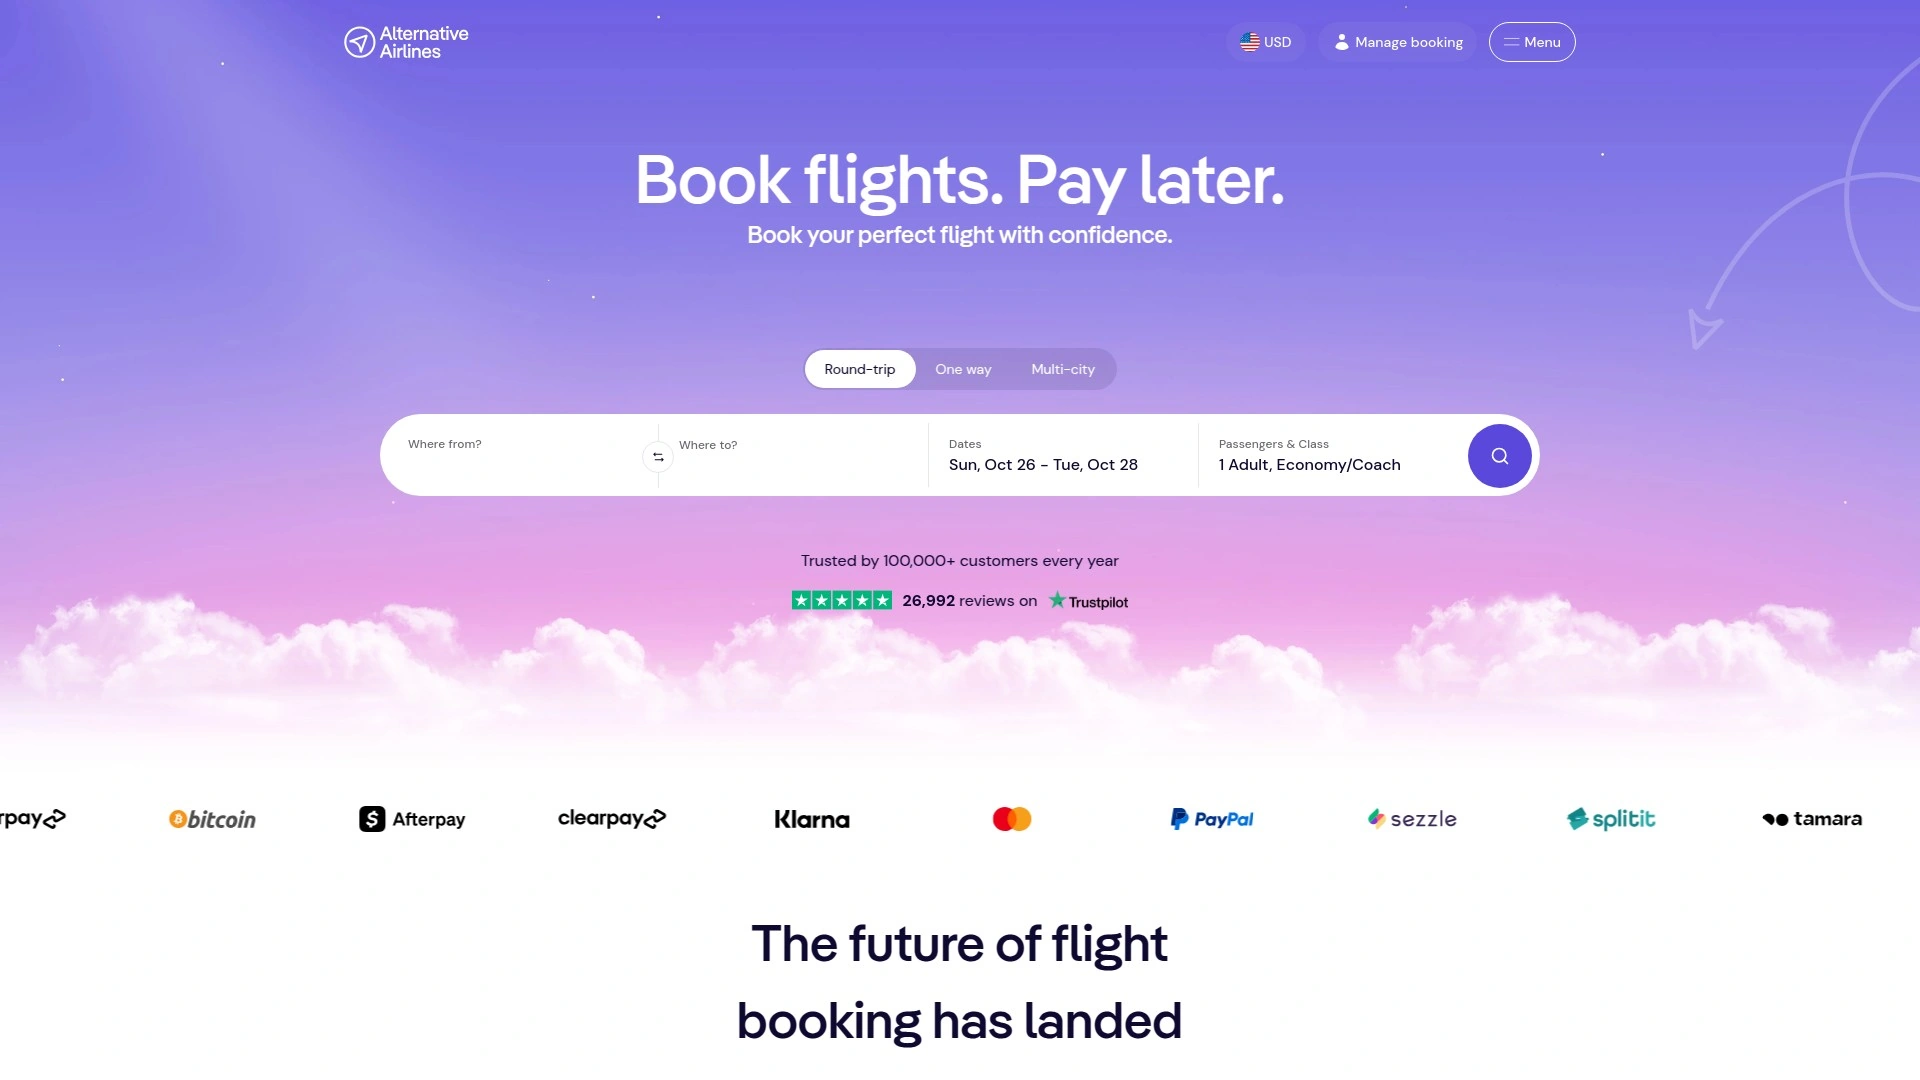 Alternative
Airlines
USD
Manage booking
Menu
Book flights. Pay later.
Book your perfect flight with confidence.
Round-trip
One way
Multi-city
Where from?
Where to?
Dates
Sun, Oct 26 - Tue, Oct 28
Passengers & Class
1 Adult, Economy/Coach
Trusted by 100,000+ customers every year
26,992 reviews on Trustpilot
rpay
bitcoin
Afterpay
clearpay
Klarna
PayPal
sezzle
splitit
tamara
The future of flight
booking has landed